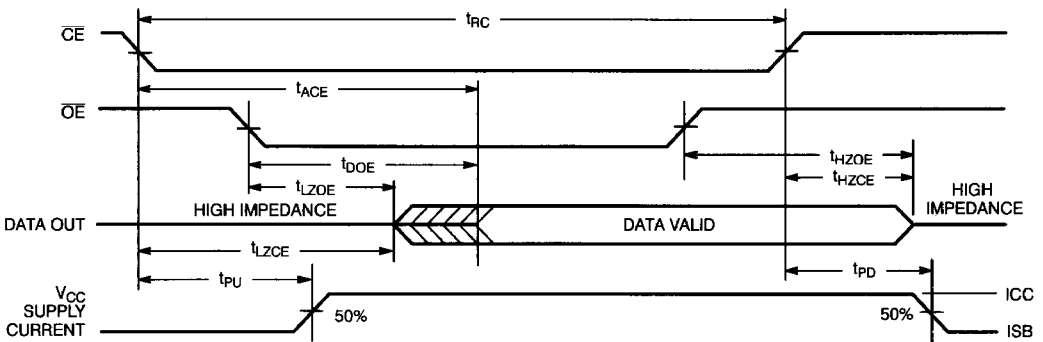 tRC
CE
tACE
OE
tDOE
tHZOE
tLZOE
tHZCE
HIGH IMPEDANCE
HIGH
IMPEDANCE
DATA OUT
DATA VALID
tLZCE
tPU
tPD
VCC
SUPPLY
CURRENT
50%
50%
ICC
ISB